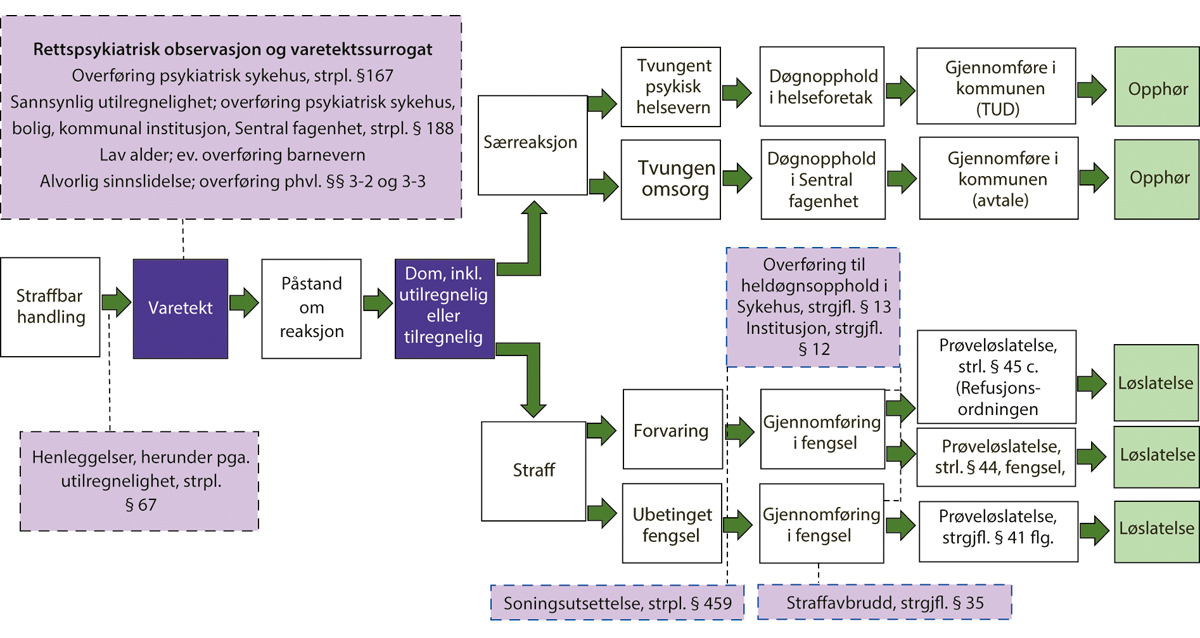 Rettspsykiatrisk observasjon og varetektssurrogat
Overføring psykiatrisk sykehus, strpl. §167
Sannsynlig utilregnelighet; overføring psykiatrisk sykehus,
bolig, kommunal institusjon, Sentral fagenhet, strpl. § 188
Lav alder; ev. overføring barnevern
Alvorlig sinnslidelse; overføring phvl. §§ 3-2 og 3-3
Straffbar
handling
Varetekt
Påstand
om
reaksjon
Dom, inkl.
utilregnelig
eller
tilregnelig
Henleggelser, herunder pga.
utilregnelighet, strpl.
§ 67
Særreaksjon
Tvungent
psykisk
helsevern
Døgnopphold
i helseforetak
Gjennomføre i
kommunen
(TUD)
Opphør
Tvungen
omsorg
Døgnopphold
i Sentral
fagenhet
Gjennomføre i
kommunen
(avtale)
Opphør
Overføring til
heldøgnsopphold i
Sykehus, strgjfl. § 13
Institusjon, strgjfl.
§ 12
Straff
Forvaring
Gjennomføring
i fengsel
Prøveløslatelse,
strl. § 45 c.
(Refusjons-
ordningen
Løslatelse
Prøveløslatelse,
strl. § 44, fengsel,
Løslatelse
Ubetinget
fengsel
Gjennomføring
i fengsel
Prøveløslatelse,
strgjfl. § 41 flg.
Løslatelse
Soningsutsettelse, strpl. § 459
Straffavbrudd, strgjfl. § 35